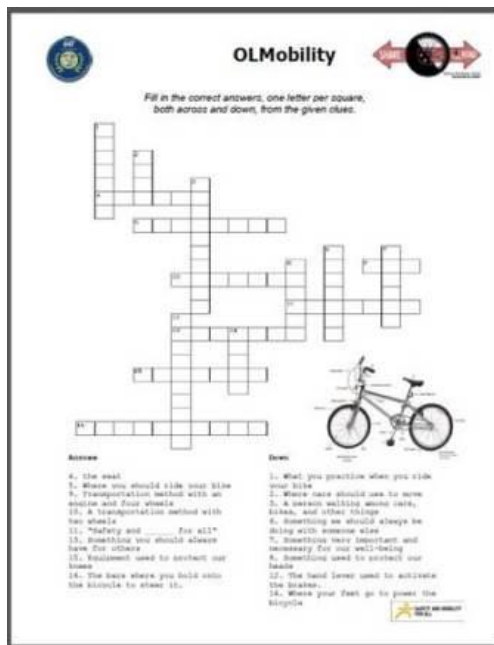 OLMobility
SHARE
Fill in the correct answers, one letter per square,
both across and down, from the given clues.
Across
4. the seat
5. Where you should ride your bike
9. Transportation method with an
engine and four wheels
10. A transportation method with
two wheels
11. "Safety and _____ for all"
13. Something you should always
have for others
15. Equipment used to protect our
knees
16. The bars where you hold onto
the bicycle to steer it.
Down
1. What you practice when you ride
your bike
2. Where cars should use to move
3. A person walking among cars,
bikes, and other things
6. Something we should always be
doing with someone else
7. Something very important and
necessary for our well-being
8. Something used to protect our
heads
12. The hand lever used to activate
the brakes.
14. Where your feet go to power the
bicycle
SAFETY AND MOBILITY
FOR ALL